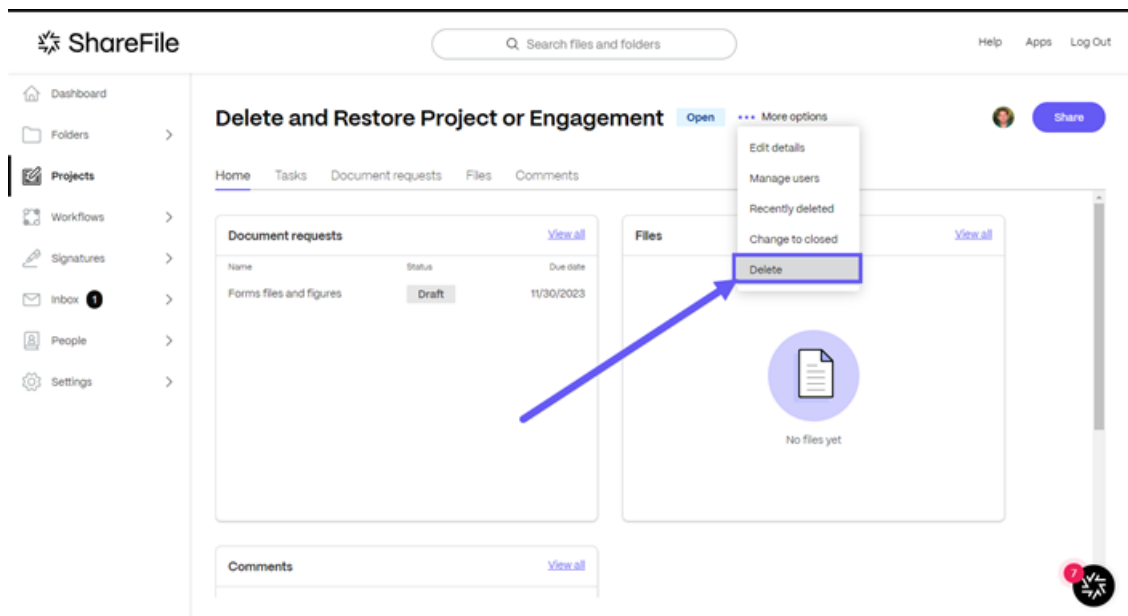 ShareFile
Search files and folders
Help Apps Log Out
Dashboard
Folders
Projects
Workflows
Signatures
Inbox 1
People
Settings
Delete and Restore Project or Engagement Open ••• More options Share
Edit details
Manage users
Recently deleted
Change to closed
Delete
Home Tasks Document requests Files Comments
Document requests View all
Name Status Due date
Forms files and figures Draft 11/30/2023
Files View all
No files yet
Comments View all
7